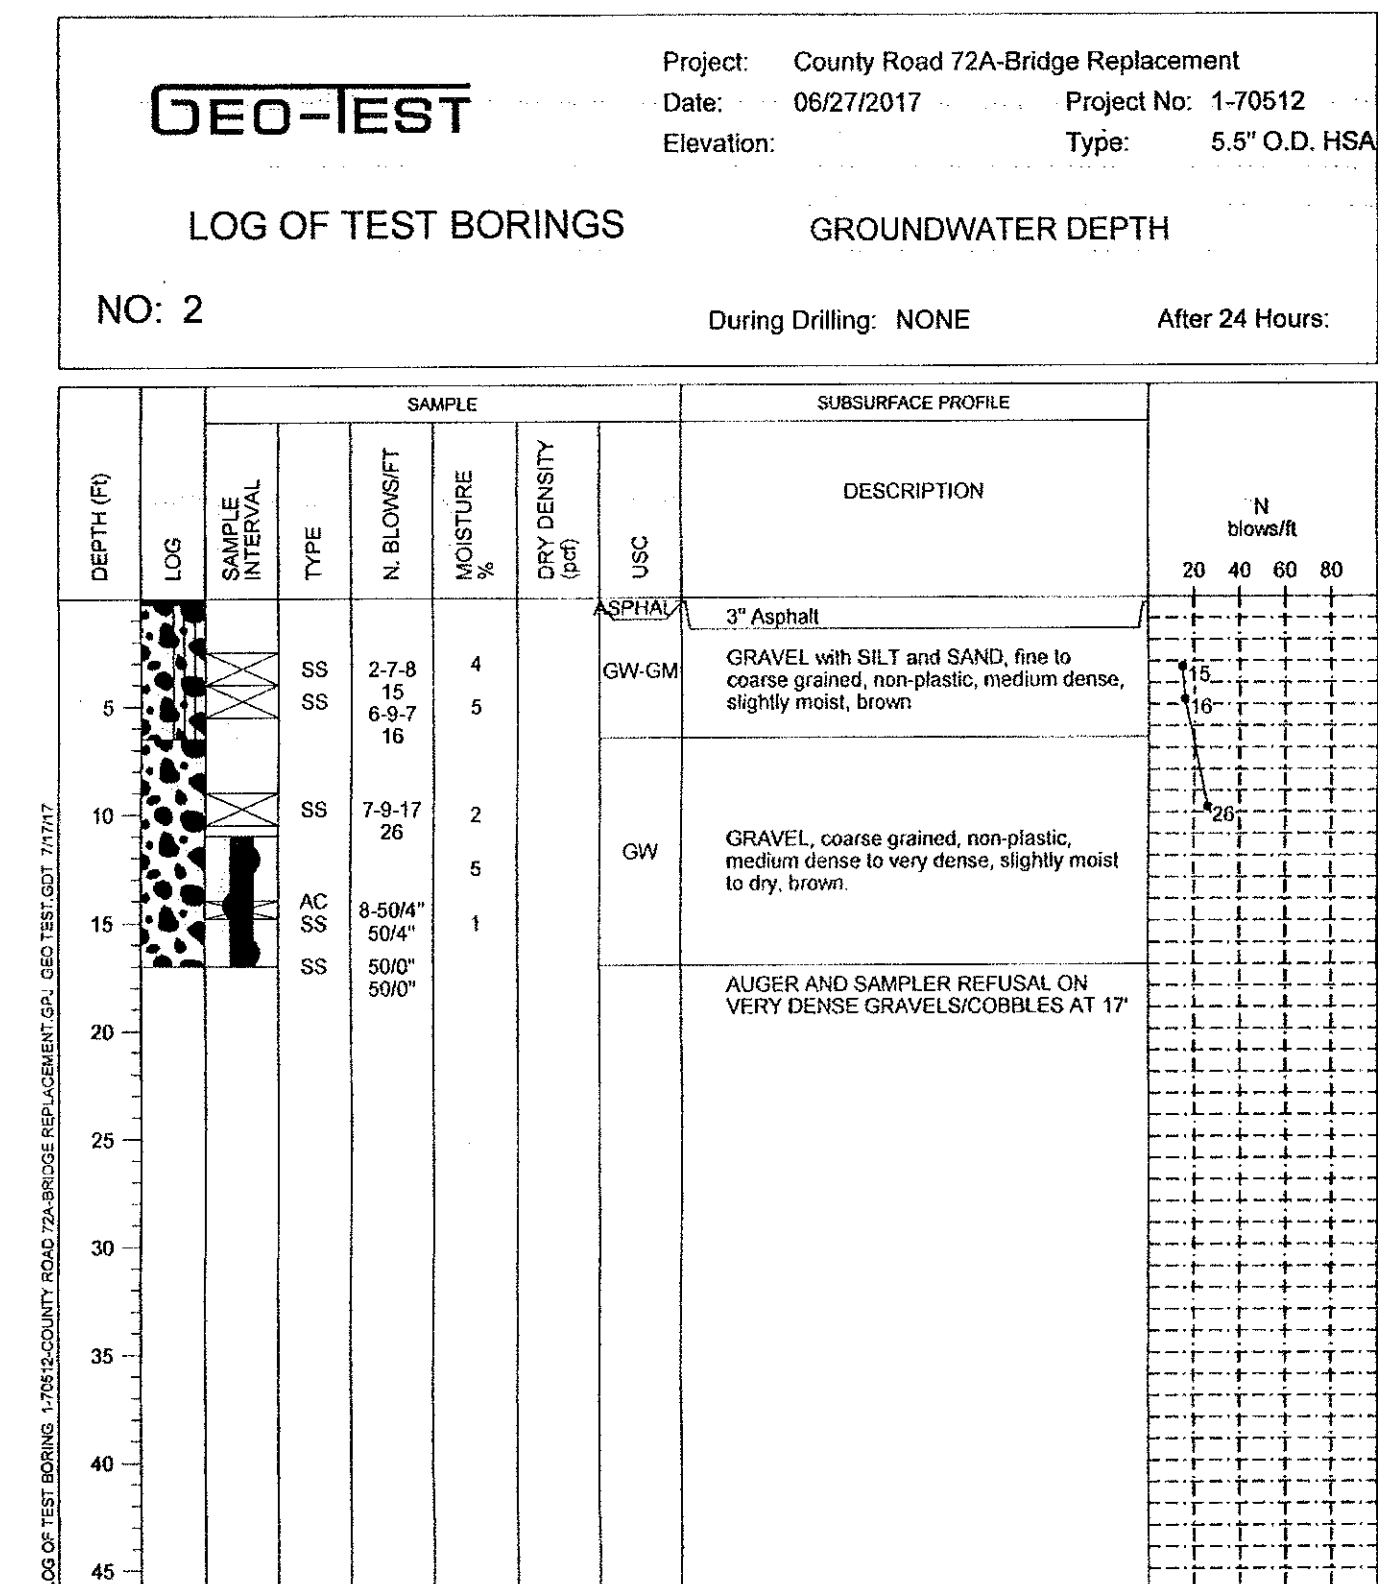 GEO-TEST
Project: County Road 72A-Bridge Replacement
Date: 06/27/2017 Project No: 1-70512
Elevation: Type: 5.5" O.D. HSA
LOG OF TEST BORINGS
GROUNDWATER DEPTH
NO: 2
During Drilling: NONE After 24 Hours:
SAMPLE
SUBSURFACE PROFILE
DEPTH (Ft)
LOG
SAMPLE
INTERVAL
TYPE
N. BLOWS/FT
MOISTURE
%
DRY DENSITY
(pcf)
USC
DESCRIPTION
N
blows/ft
20 40 60 80
ASPHAL
3" Asphalt
SS 2-7-8 4
15
GW-GM
GRAVEL with SILT and SAND, fine to
coarse grained, non-plastic, medium dense,
slightly moist, brown
15
5
SS 6-9-7 5
16
16
10
SS 7-9-17 2
26
26
5
GW
GRAVEL, coarse grained, non-plastic,
medium dense to very dense, slightly moist
to dry, brown.
AC
15
SS 8-50/4" 1
50/4"
SS 50/0"
50/0"
AUGER AND SAMPLER REFUSAL ON
VERY DENSE GRAVELS/COBBLES AT 17'
20
25
30
35
40
45
LOG OF TEST BORING 1-70512-COUNTY ROAD 72A-BRIDGE REPLACEMENT.GPJ GEO TEST.GDT 7/17/17